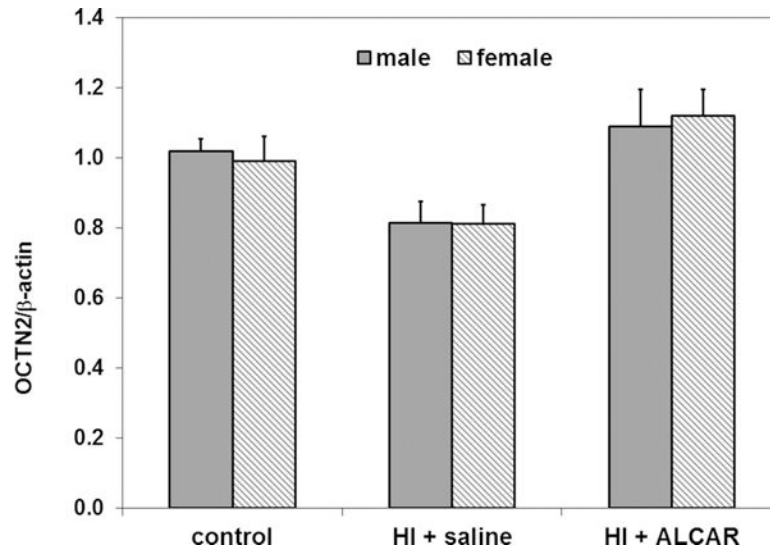 1.4
male female
1.2
1.0
0.8
0.6
0.4
0.2
0.0
OCTN2/β-actin
control HI + saline HI + ALCAR